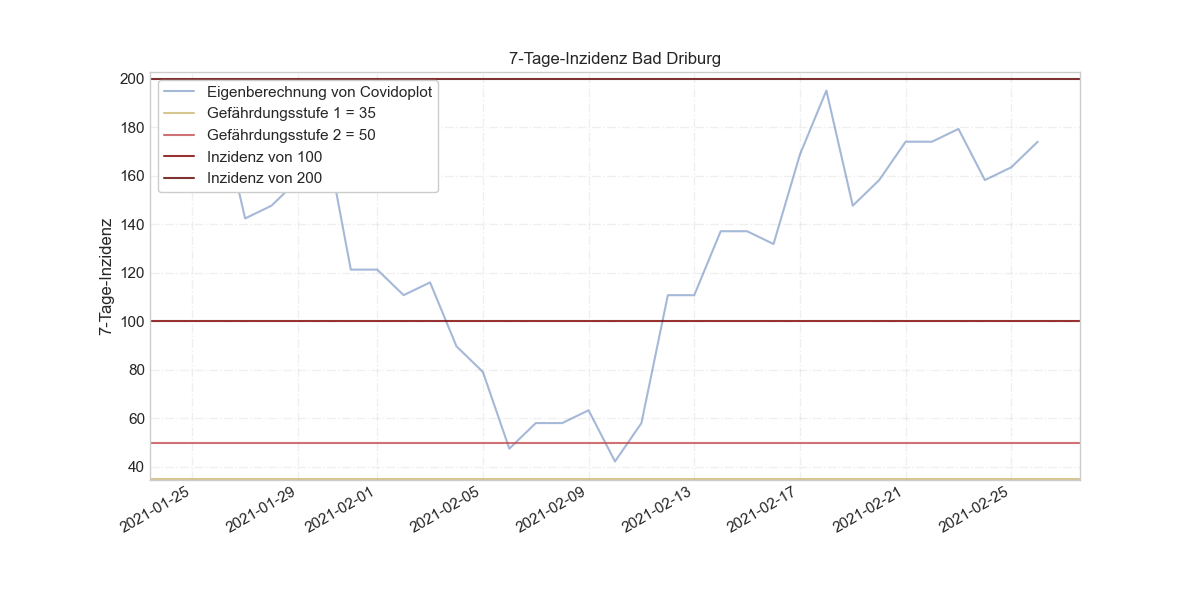 7-Tage-Inzidenz Bad Driburg
200
180
160
140
120
100
80
60
40
7-Tage-Inzidenz
Eigenberechnung von Covidoplot
Gefährdungsstufe 1 = 35
Gefährdungsstufe 2 = 50
Inzidenz von 100
Inzidenz von 200
2021-01-25
2021-01-29
2021-02-01
2021-02-05
2021-02-09
2021-02-13
2021-02-17
2021-02-21
2021-02-25